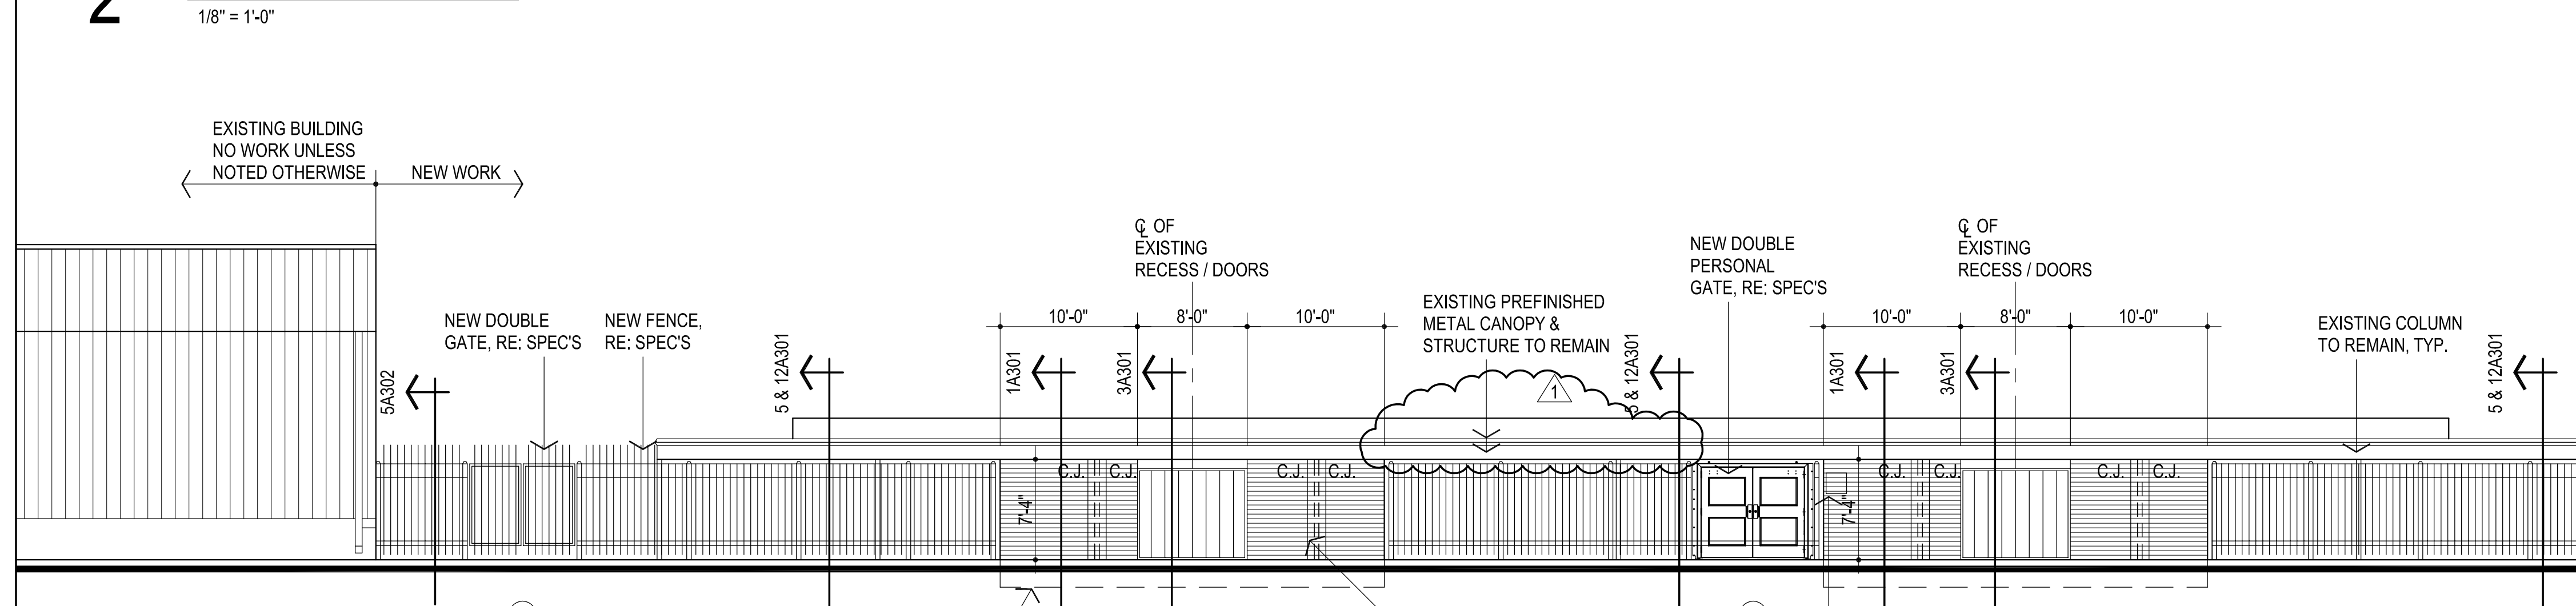 2
1/8" = 1'-0"
EXISTING BUILDING
NO WORK UNLESS
NOTED OTHERWISE
NEW WORK
NEW DOUBLE
GATE, RE: SPEC'S
NEW FENCE,
RE: SPEC'S
5A302
5 & 12A301
℄ OF
EXISTING
RECESS / DOORS
10'-0"
8'-0"
10'-0"
1A301
3A301
EXISTING PREFINISHED
METAL CANOPY &
STRUCTURE TO REMAIN
1
5 & 12A301
NEW DOUBLE
PERSONAL
GATE, RE: SPEC'S
℄ OF
EXISTING
RECESS / DOORS
10'-0"
8'-0"
10'-0"
1A301
3A301
EXISTING COLUMN
TO REMAIN, TYP.
5 & 12A301
C.J.
C.J.
C.J.
C.J.
7'-4"
C.J.
C.J.
C.J.
C.J.
7'-4"